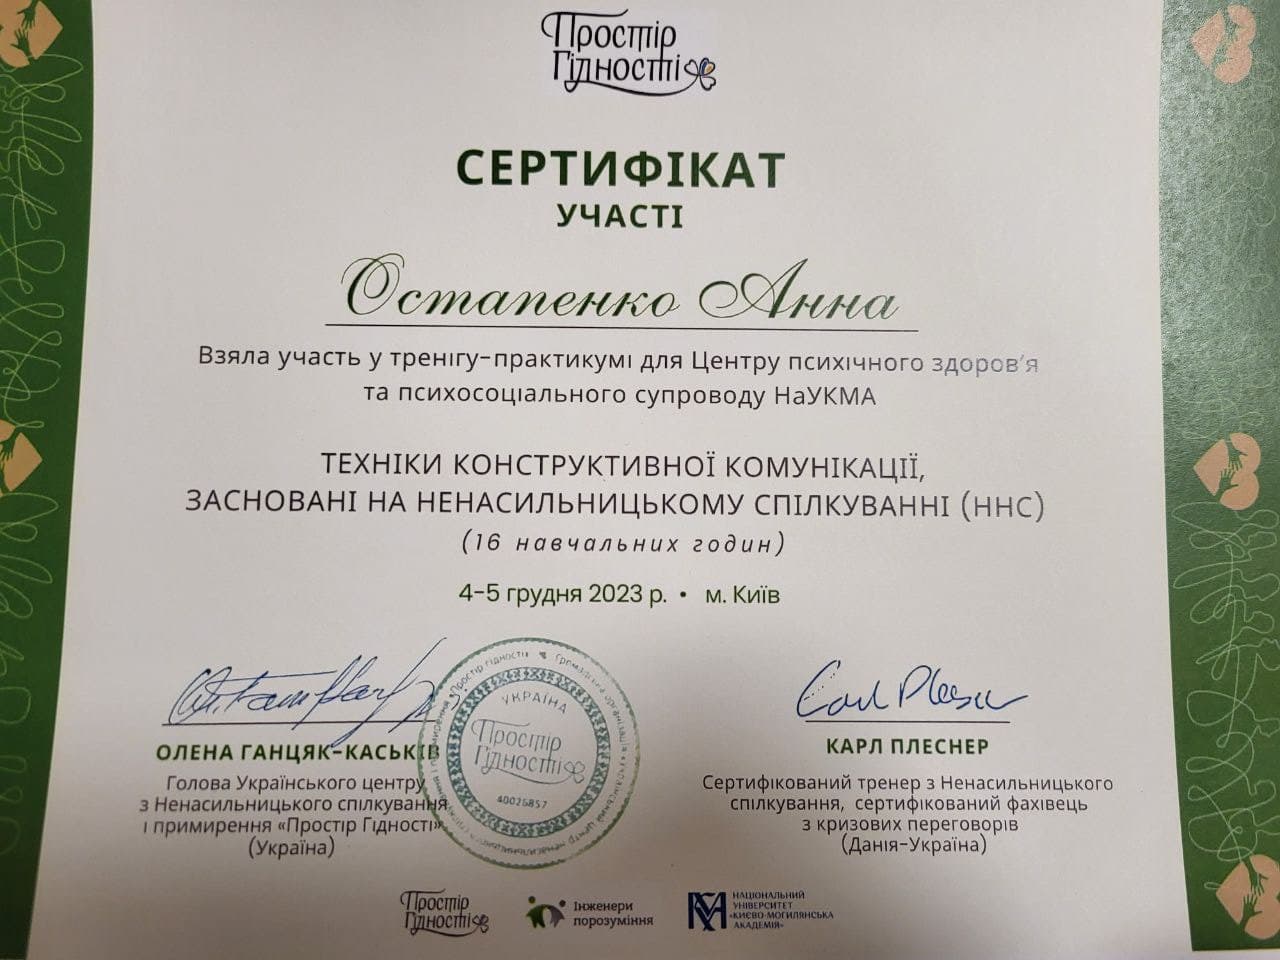 Простір
Гідності
СЕРТИФІКАТ
УЧАСТІ
Остапенко Анна
Взяла участь у тренігу-практикумі для Центру психічного здоров'я
та психосоціального супроводу НаУКМА
ТЕХНІКИ КОНСТРУКТИВНОЇ КОМУНІКАЦІЇ,
ЗАСНОВАНІ НА НЕНАСИЛЬНИЦЬКОМУ СПІЛКУВАННІ (ННС)
(16 навчальних годин)
4-5 грудня 2023 р. • м. Київ
ОЛЕНА ГАНЦЯК-КАСЬКІВ
Голова Українського центру
з Ненасильницького спілкування
і примирення «Простір Гідності»
(Україна)
УКРАЇНА
Простір
Гідності
40025857
КАРЛ ПЛЕСНЕР
Сертифікований тренер з Ненасильницького
спілкування, сертифікований фахівець
з кризових переговорів
(Данія-Україна)
Простір
Гідності
Інженери
порозуміння
НАЦІОНАЛЬНИЙ
УНІВЕРСИТЕТ
«КИЄВО-МОГИЛЯНСЬКА
АКАДЕМІЯ»